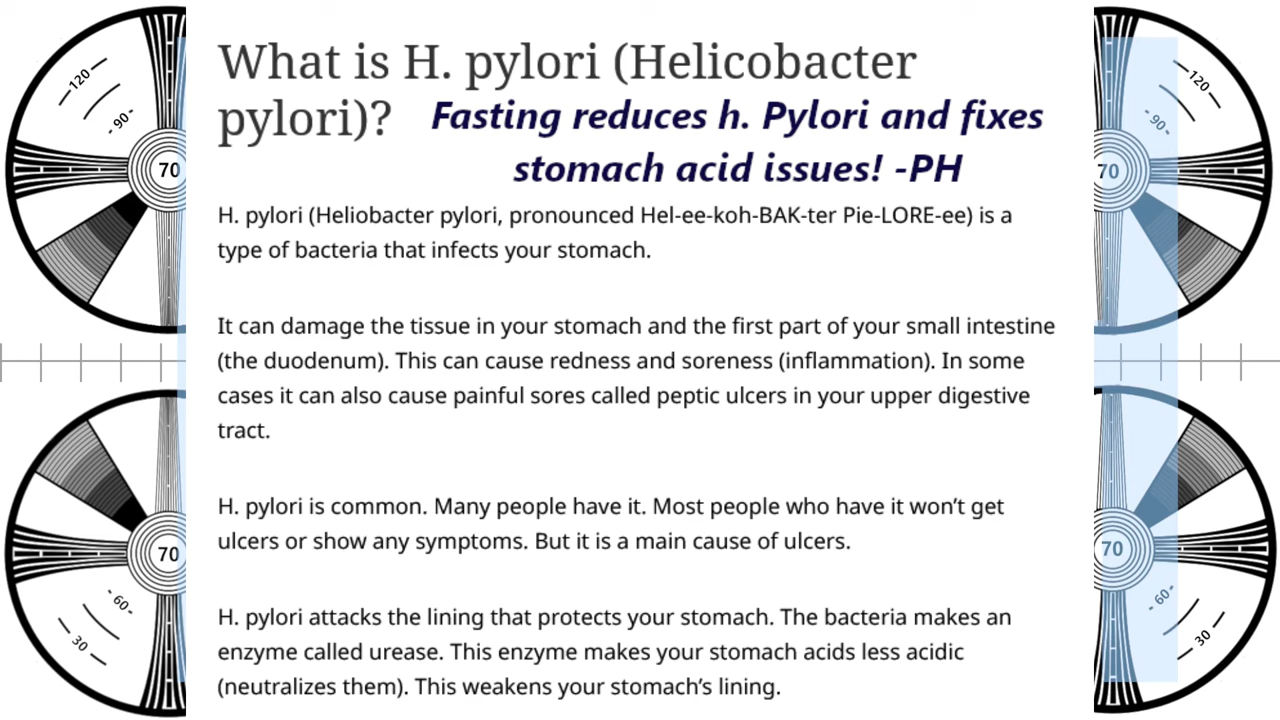 What is H. pylori (Helicobacter
pylori)?
Fasting reduces h. Pylori and fixes
stomach acid issues! -PH
H. pylori (Heliobacter pylori, pronounced Hel-ee-koh-BAK-ter Pie-LORE-ee) is a
type of bacteria that infects your stomach.
It can damage the tissue in your stomach and the first part of your small intestine
(the duodenum). This can cause redness and soreness (inflammation). In some
cases it can also cause painful sores called peptic ulcers in your upper digestive
tract.
H. pylori is common. Many people have it. Most people who have it won’t get
ulcers or show any symptoms. But it is a main cause of ulcers.
H. pylori attacks the lining that protects your stomach. The bacteria makes an
enzyme called urease. This enzyme makes your stomach acids less acidic
(neutralizes them). This weakens your stomach’s lining.
-120-
-90-
70
70
-60-
30
-120-
-90-
70
70
-60-
30